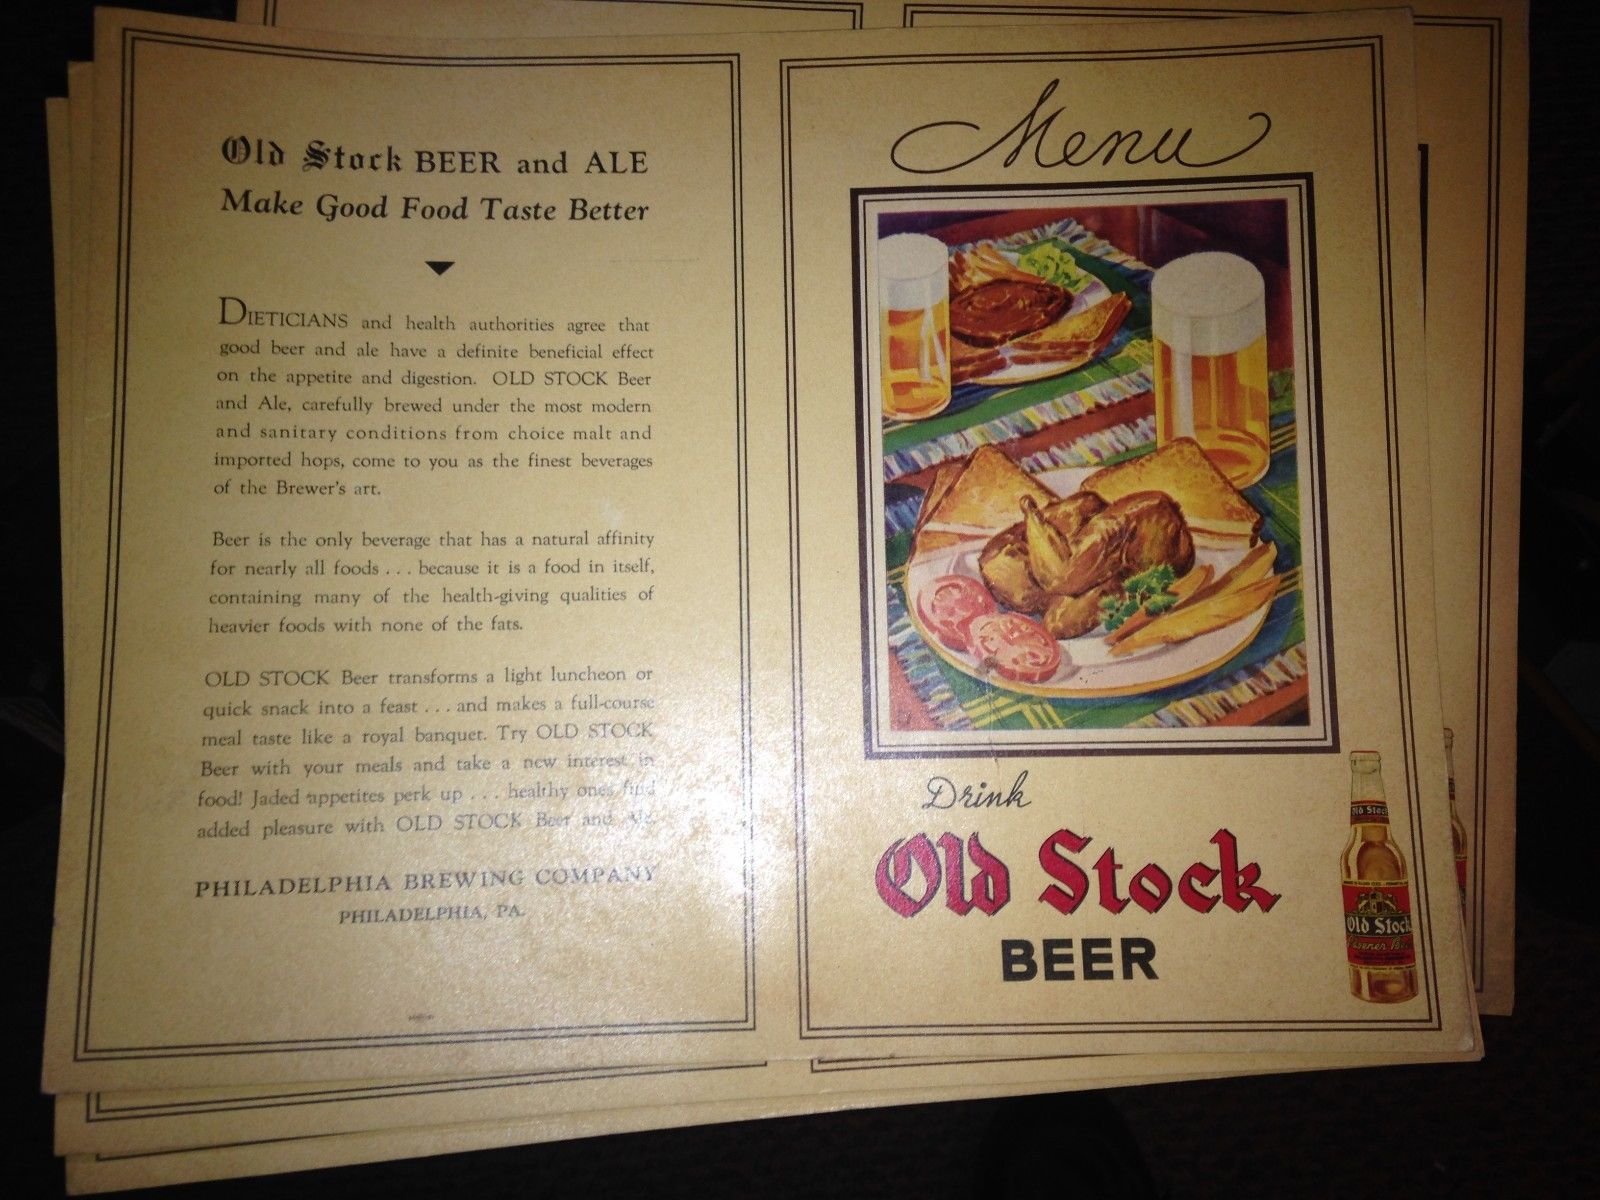 Old Stock BEER and ALE
Make Good Food Taste Better
DIETICIANS and health authorities agree that
good beer and ale have a definite beneficial effect
on the appetite and digestion. OLD STOCK Beer
and Ale, carefully brewed under the most modern
and sanitary conditions from choice malt and
imported hops, come to you as the finest beverages
of the Brewer's art.
Beer is the only beverage that has a natural affinity
for nearly all foods . . . because it is a food in itself,
containing many of the health-giving qualities of
heavier foods with none of the fats.
OLD STOCK Beer transforms a light luncheon or
quick snack into a feast . . . and makes a full-course
meal taste like a royal banquet. Try OLD STOCK
Beer with your meals and take a new interest in
food! Jaded appetites perk up . . . healthy ones find
added pleasure with OLD STOCK Beer and Ale.
PHILADELPHIA BREWING COMPANY
PHILADELPHIA, PA.
Menu
Drink
Old Stock
BEER
Old Stock
Old Stock
Pilsener Beer